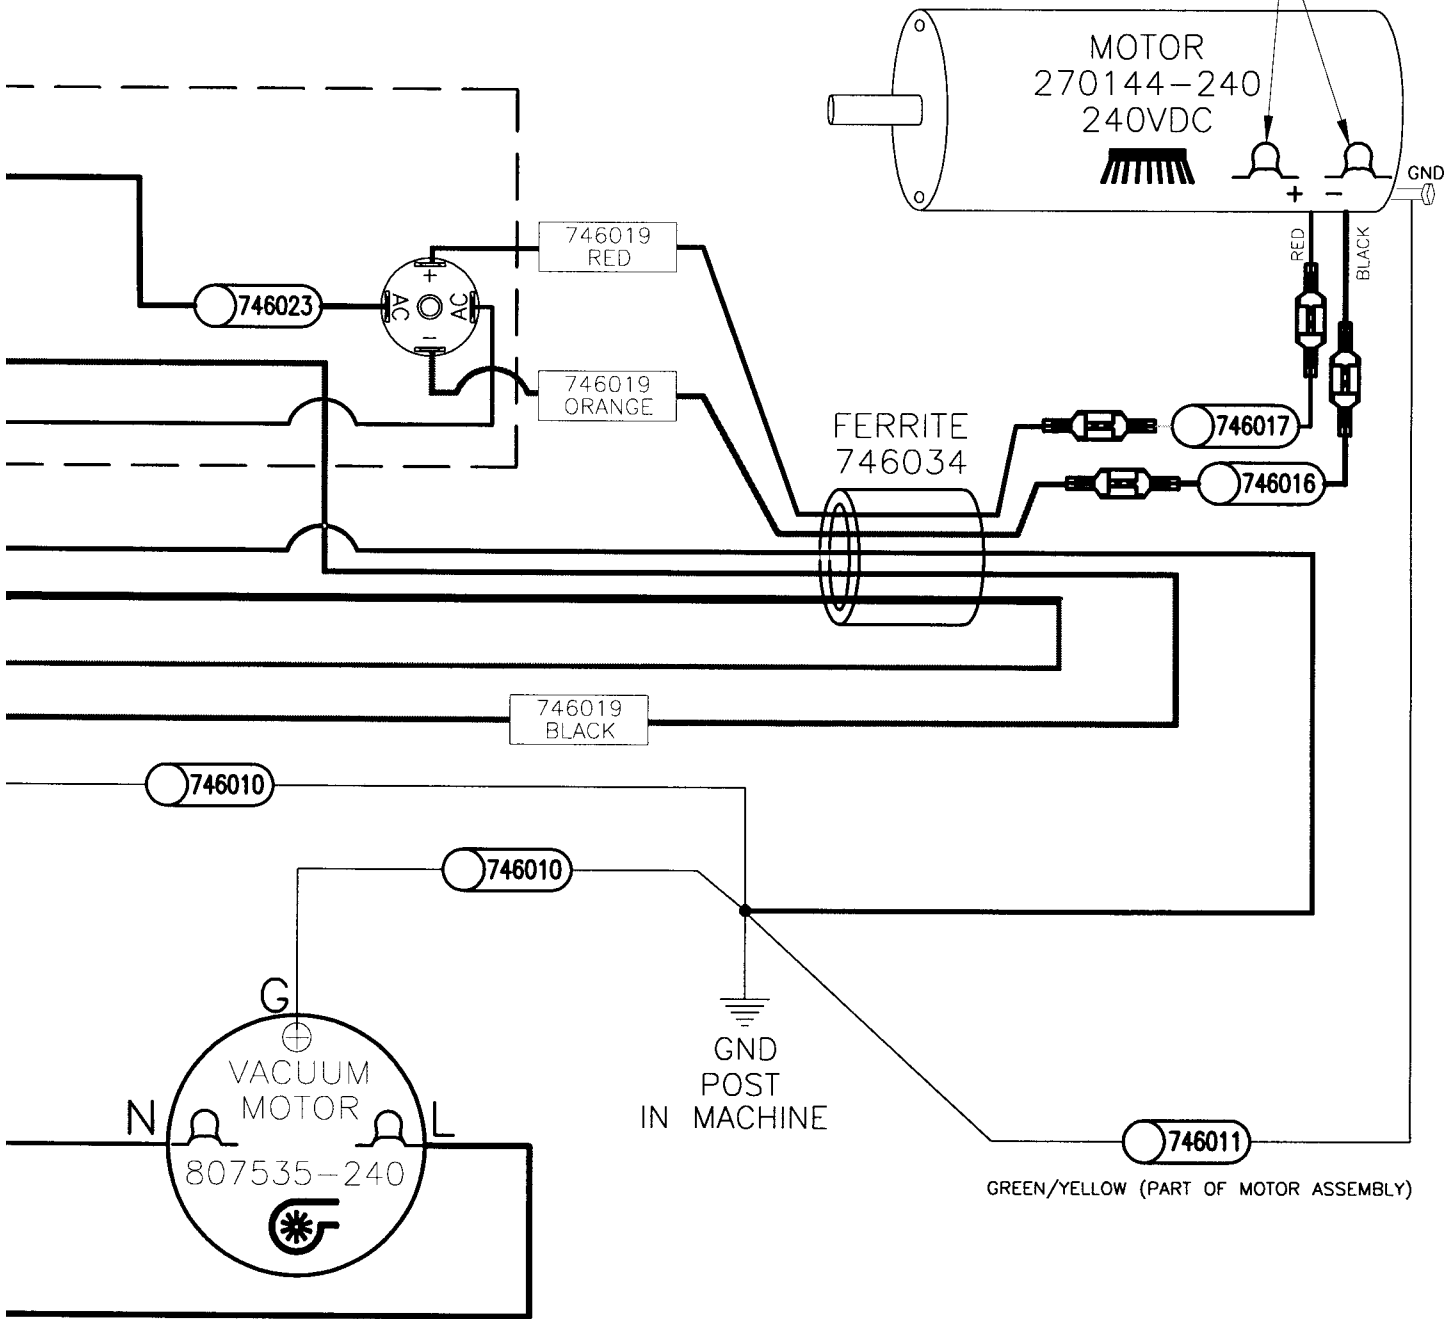 MOTOR
270144-240
240VDC
+ -
GND
RED
BLACK
746019
RED
746023
+
AC
AC
-
746019
ORANGE
FERRITE
746034
746017
746016
746019
BLACK
746010
746010
G
VACUUM
MOTOR
N
L
807535-240
GND
POST
IN MACHINE
746011
GREEN/YELLOW (PART OF MOTOR ASSEMBLY)